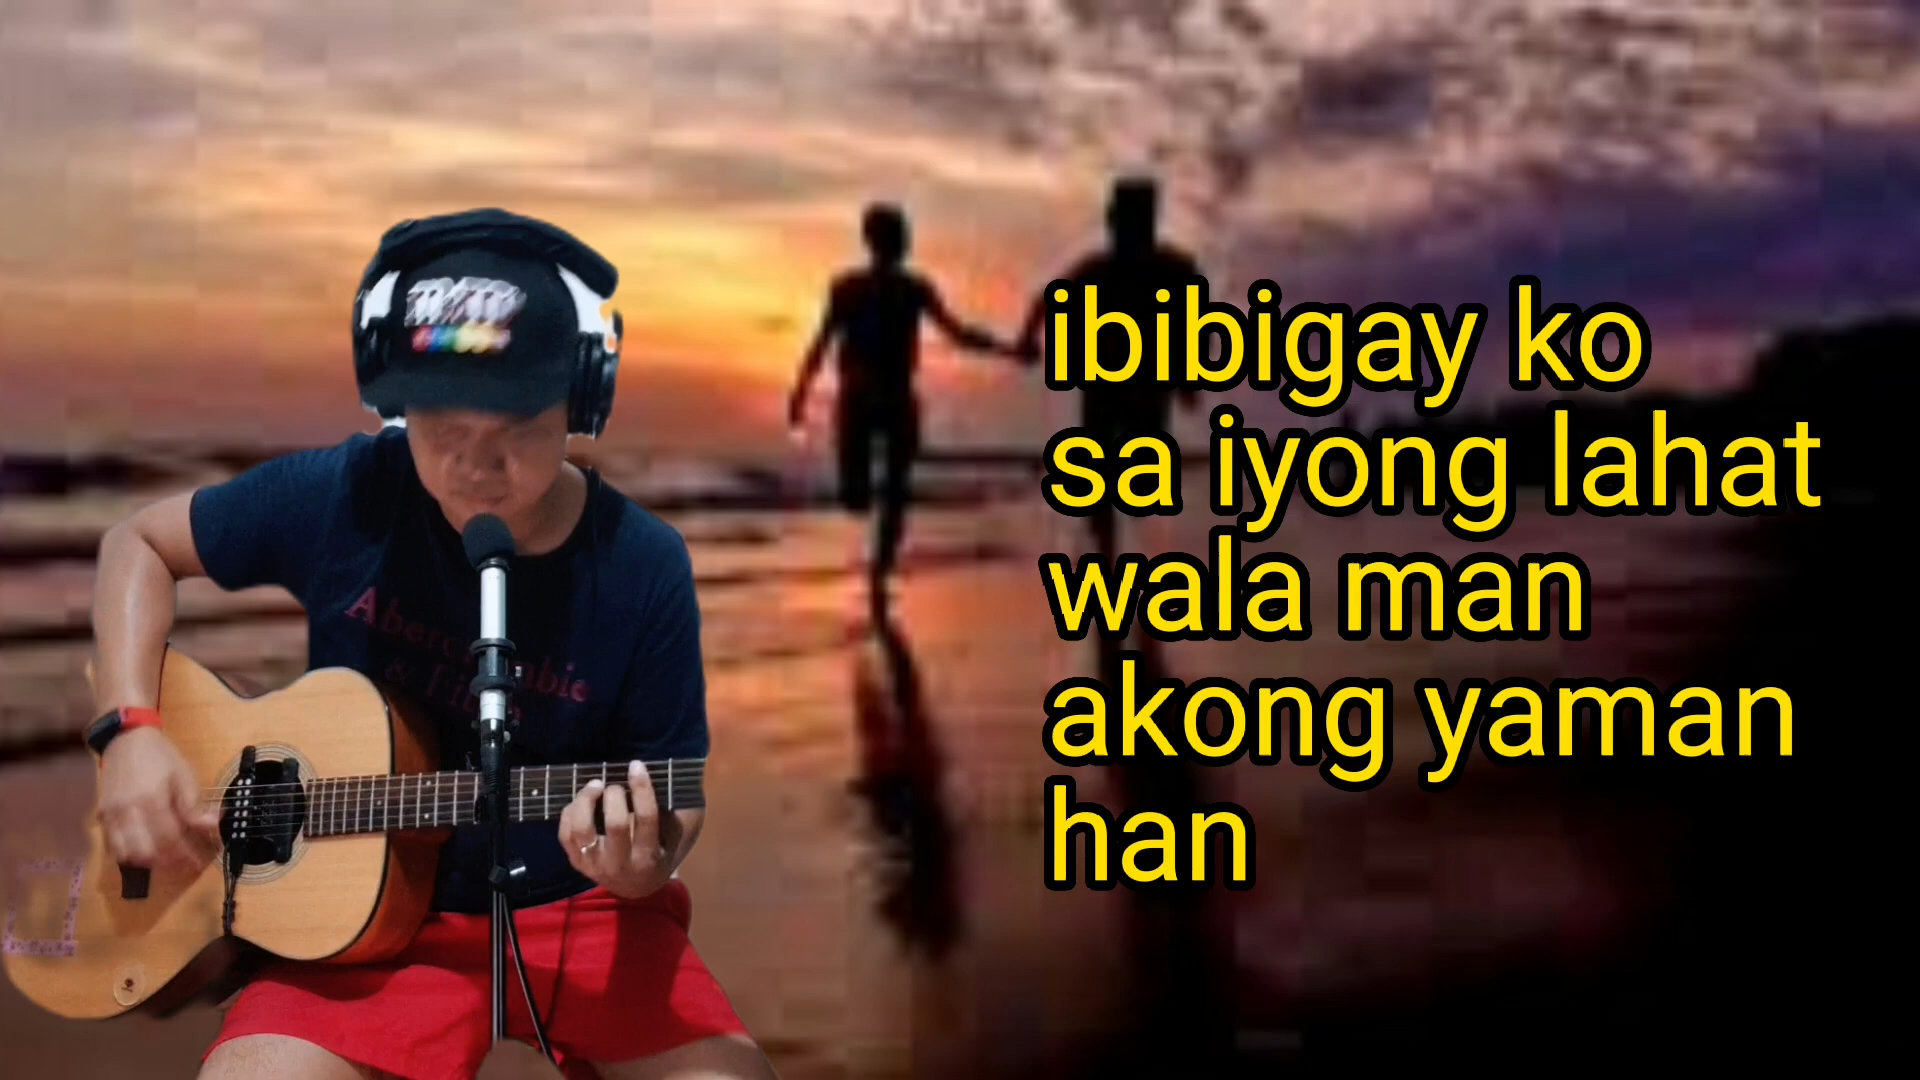 ibibigay ko
sa iyong lahat
wala man
akong yaman
han